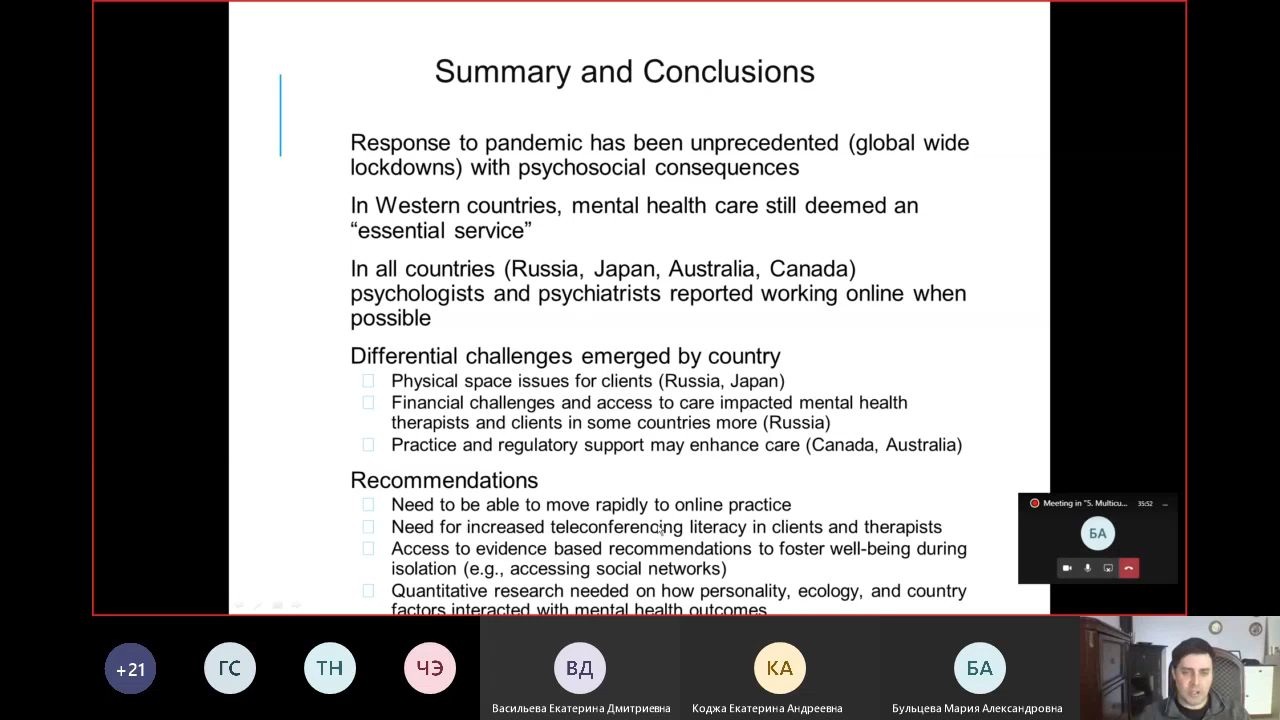 Summary and Conclusions
Response to pandemic has been unprecedented (global wide
lockdowns) with psychosocial consequences
In Western countries, mental health care still deemed an
“essential service”
In all countries (Russia, Japan, Australia, Canada)
psychologists and psychiatrists reported working online when
possible
Differential challenges emerged by country
Physical space issues for clients (Russia, Japan)
Financial challenges and access to care impacted mental health
therapists and clients in some countries more (Russia)
Practice and regulatory support may enhance care (Canada, Australia)
Recommendations
Need to be able to move rapidly to online practice
Need for increased teleconferencing literacy in clients and therapists
Access to evidence based recommendations to foster well-being during
isolation (e.g., accessing social networks)
Quantitative research needed on how personality, ecology, and country
factors interacted with mental health outcomes
Meeting in "5. Multicu... 35:52 ...
БА
+21
ГС
ТН
ЧЭ
ВД
КА
БА
Васильева Екатерина Дмитриевна
Коджа Екатерина Андреевна
Бульцева Мария Александровна